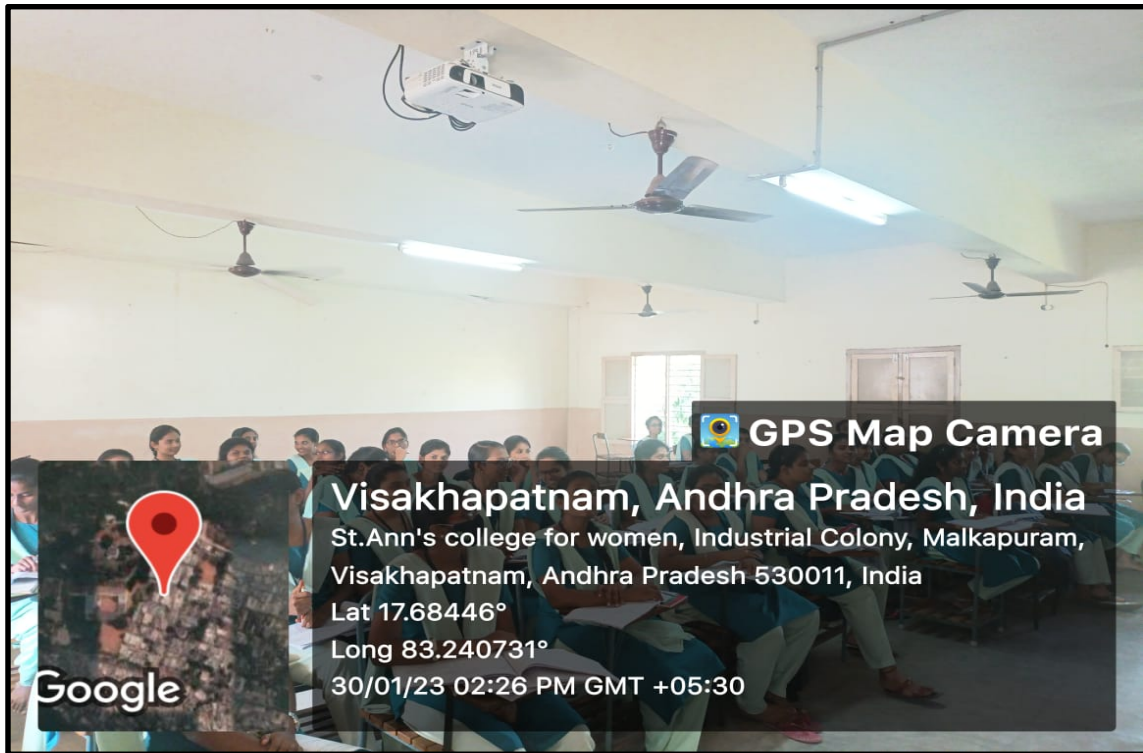 GPS Map Camera
Visakhapatnam, Andhra Pradesh, India
St.Ann's college for women, Industrial Colony, Malkapuram,
Visakhapatnam, Andhra Pradesh 530011, India
Lat 17.68446°
Long 83.240731°
30/01/23 02:26 PM GMT +05:30
Google